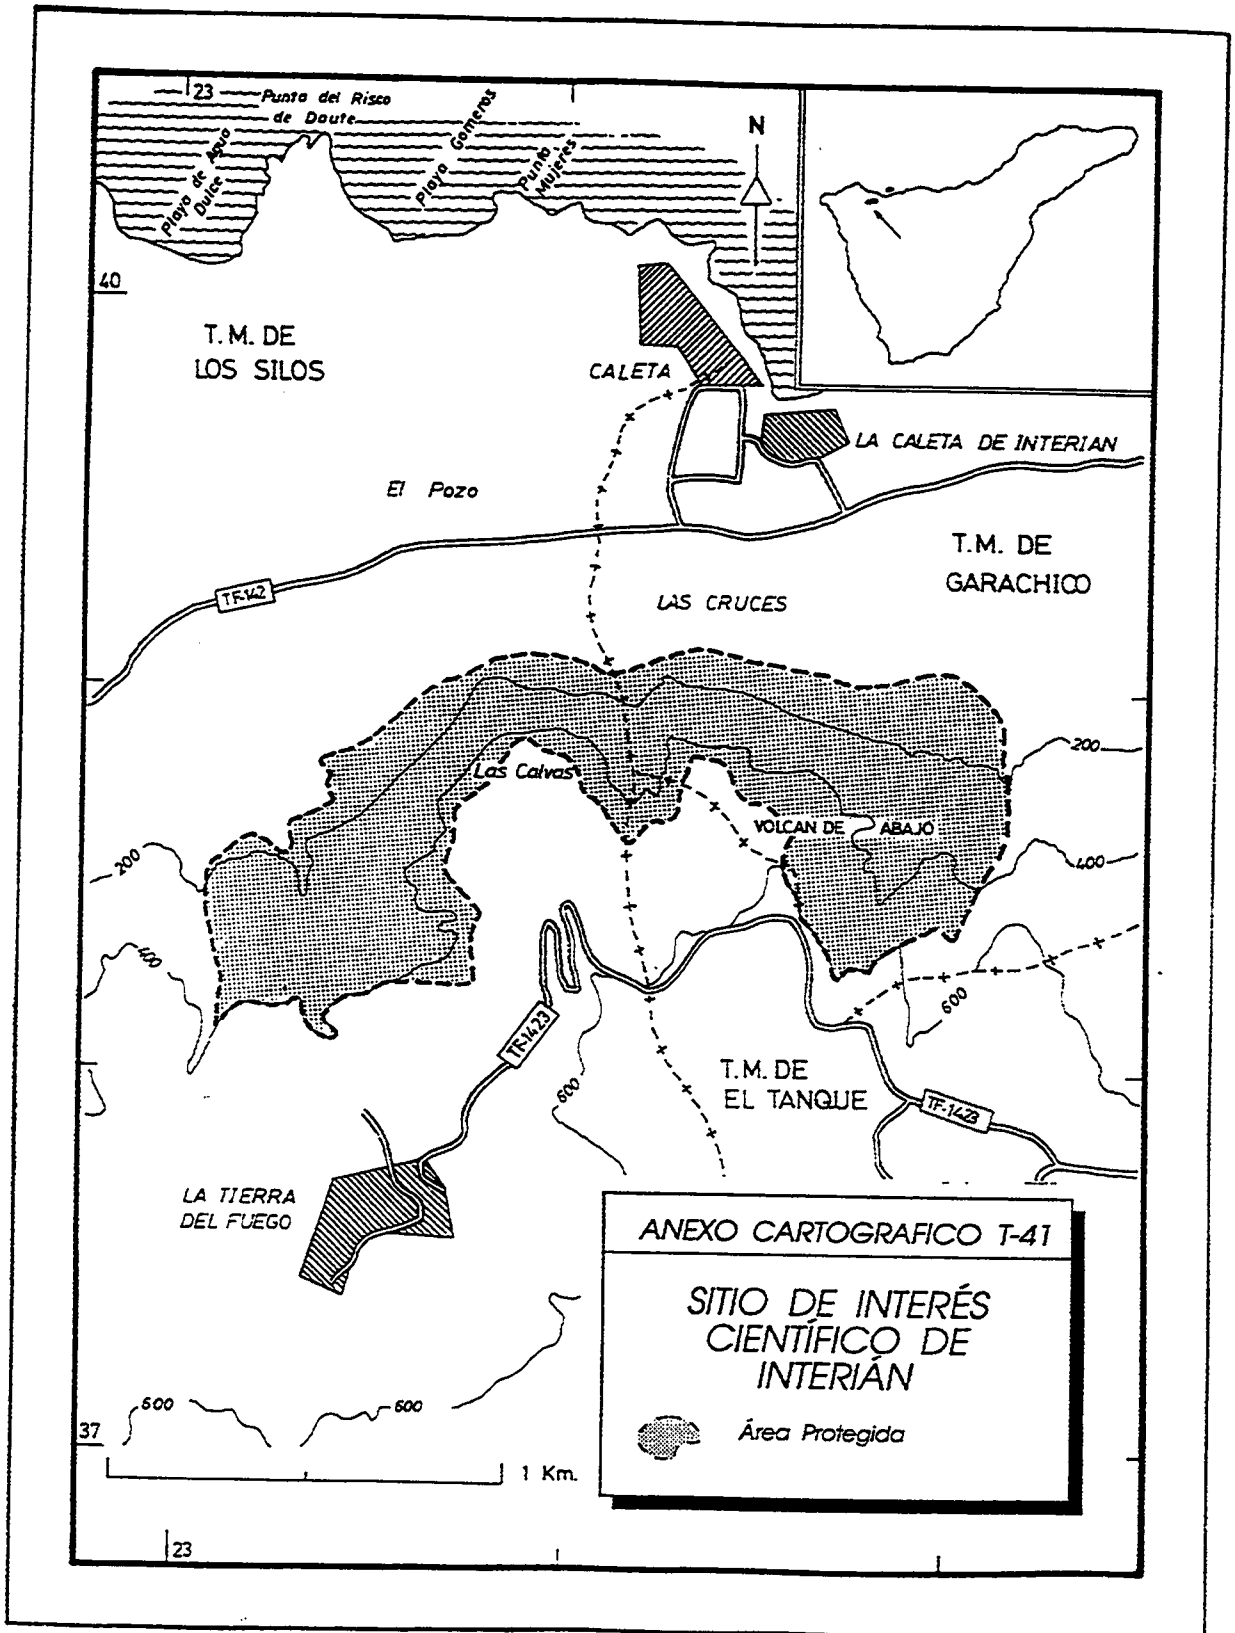 23
Punta del Risco
de Daute
Playa de Agua
Dulce
Playa Gomeros
Punta
Mujeres
N
40
T.M. DE
LOS SILOS
CALETA
LA CALETA DE INTERIAN
El Pozo
T.M. DE
GARACHICO
TF-142
LAS CRUCES
200
Las Calvas
VOLCAN DE ABAJO
200
400
400
600
TF-1423
600
T.M. DE
EL TANQUE
TF-1423
LA TIERRA
DEL FUEGO
ANEXO CARTOGRAFICO T-41
SITIO DE INTERÉS
CIENTÍFICO DE
INTERIÁN
Área Protegida
600
600
37
1 Km.
23